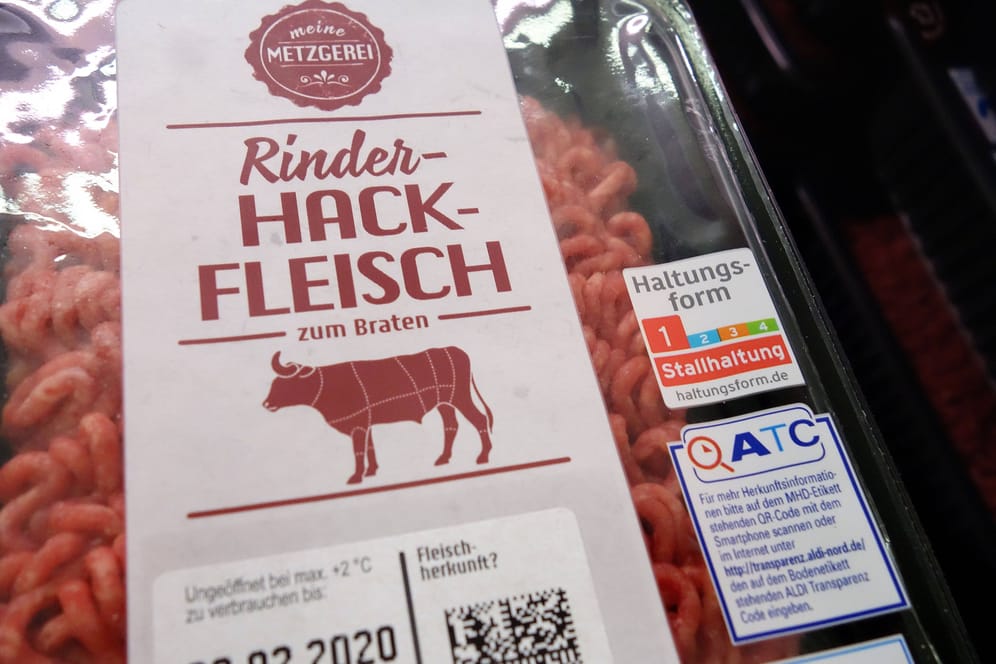 meine
METZGEREI
Rinder-
HACK-
FLEISCH
zum Braten
Haltungs-
form
1 2 3 4
Stallhaltung
haltungsform.de
ATC
Für mehr Herkunftsinformatio-
nen bitte auf dem MHD-Etikett
stehenden QR-Code mit dem
Smartphone scannen oder
im Internet unter
http://transparenz.aldi-nord.de/
den auf dem Bodenetikett
stehenden ALDI Transparenz
Code eingeben.
Ungeöffnet bei max. +2 °C
zu verbrauchen bis:
02.2020
Fleisch-
herkunft?